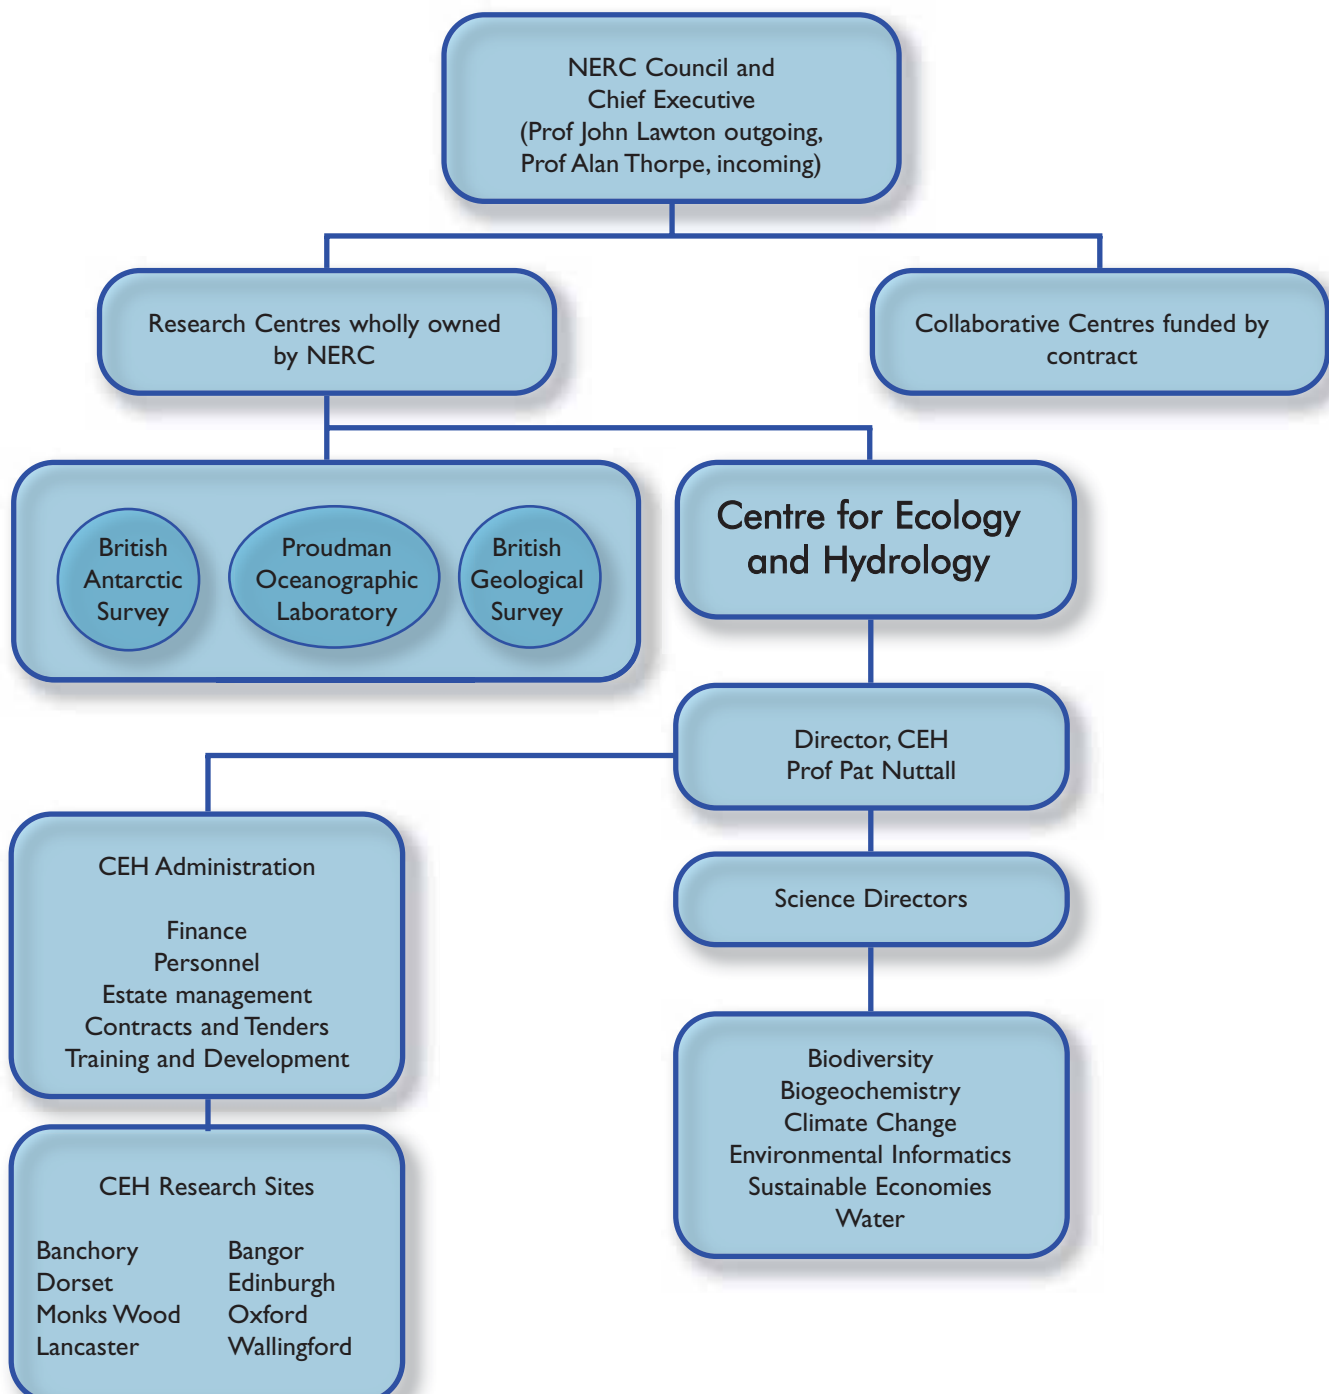 NERC Council and
Chief Executive
(Prof John Lawton outgoing,
Prof Alan Thorpe, incoming)
Research Centres wholly owned
by NERC
Collaborative Centres funded by
contract
British
Antarctic
Survey
Proudman
Oceanographic
Laboratory
British
Geological
Survey
Centre for Ecology
and Hydrology
Director, CEH
Prof Pat Nuttall
CEH Administration
Finance
Personnel
Estate management
Contracts and Tenders
Training and Development
Science Directors
Biodiversity
Biogeochemistry
Climate Change
Environmental Informatics
Sustainable Economies
Water
CEH Research Sites
Banchory Bangor
Dorset Edinburgh
Monks Wood Oxford
Lancaster Wallingford